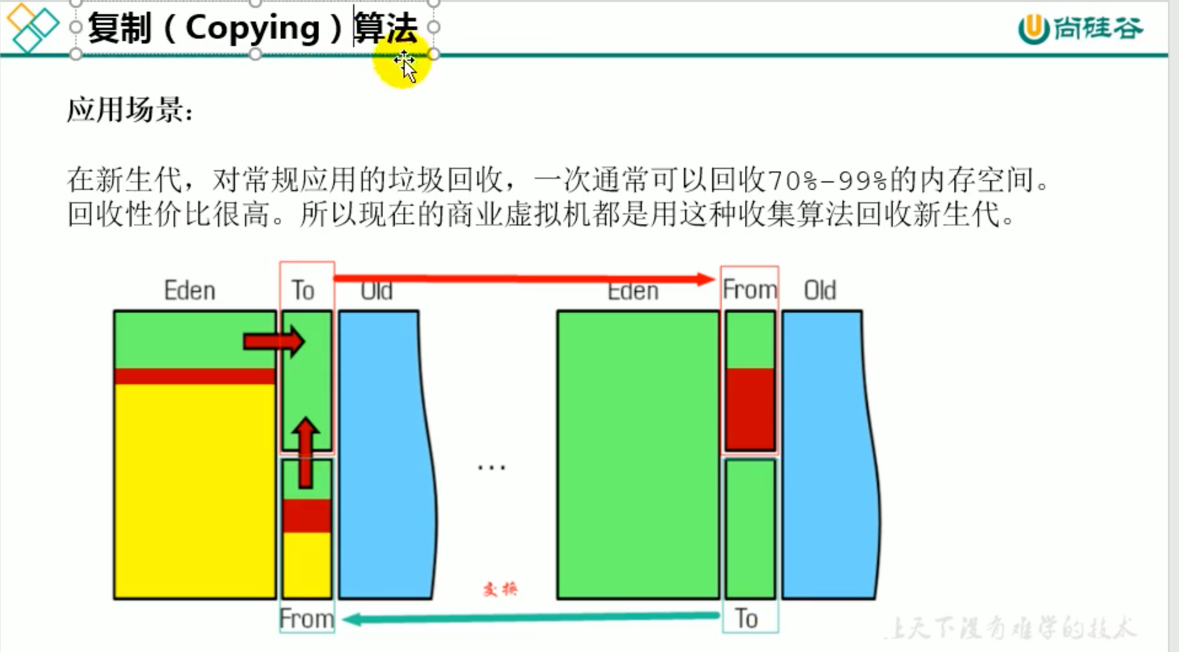 复制（Copying）算法
尚硅谷
应用场景：
在新生代，对常规应用的垃圾回收，一次通常可以回收70%-99%的内存空间。
回收性价比很高。所以现在的商业虚拟机都是用这种收集算法回收新生代。
Eden To Old Eden From Old
...
交换
From To
上天下没有难学的技术